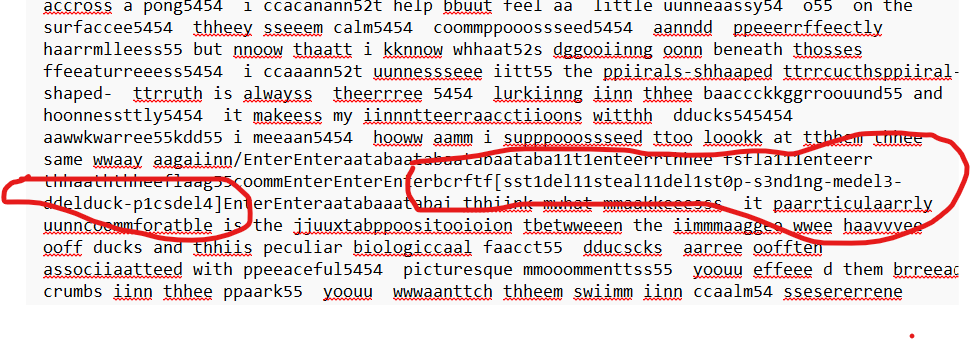 accross a pong5454 i ccacanann52t help bbuut feel aa little uunneaassy54 o55 on the
surfaccee5454 thheey sseeem calm5454 coommppoossseed5454 aanndd ppeeerrffeectly
haarrmlleess55 but nnoow thaatt i kknnow whhaat52s dggooiinng oonn beneath thosses
ffeeaturreeess5454 i ccaaann52t uunnessseee iitt55 the ppiirals-shhaaped ttrrcucthsppiiral-
shaped- ttrruth is alwayss theerrree 5454 lurkiinng iinn thhee baaccckkggrroouund55 and
hoonnessttly5454 it makeess my iinnntteerraacctiioons witthh dducks545454
aawwkwarree55kdd55 i meeaan5454 hooww aamm i supppooossseed ttoo loookk at tthhem thhee
same wwaay aagaiinn/EnterEnteraatabaatabaatabaataba11t1enteerrthhee fsfla111enteerr
thhaaththheeflaag55coommEnterEnterEnterbcrftf[sst1del11steal11del1st0p-s3nd1ng-medel3-
ddelduck-p1csdel4]EnterEnteraatabaaatabai thhiink mwhat mmaakkeeesss it paarrticulaarrly
uunncoommforatble is the jjuuxtabppoositooioion tbetwweeen the iimmmaaggee wwee haavvvee
ooff ducks and thhiis peculiar biologiccaal faacct55 dducscks aarree oofften
associiaatteed with ppeeaceful5454 picturesque mmooommenttss55 yoouu effeee d them brreeac
crumbs iinn thhee ppaark55 yoouu wwwaanttch thheem swiimm iinn ccaalm54 ssesererrene